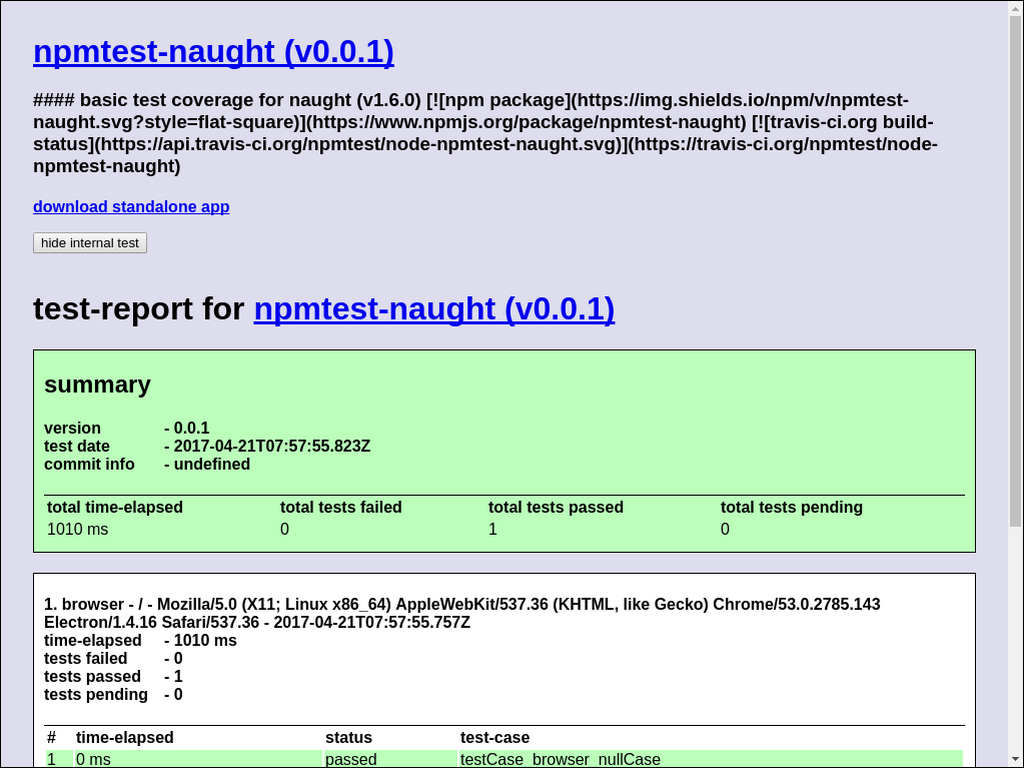 npmtest-naught (v0.0.1)
#### basic test coverage for naught (v1.6.0) [![npm package](https://img.shields.io/npm/v/npmtest-
naught.svg?style=flat-square)](https://www.npmjs.org/package/npmtest-naught) [![travis-ci.org build-
status](https://api.travis-ci.org/npmtest/node-npmtest-naught.svg)](https://travis-ci.org/npmtest/node-
npmtest-naught)
download standalone app
hide internal test
test-report for npmtest-naught (v0.0.1)
summary
version - 0.0.1
test date - 2017-04-21T07:57:55.823Z
commit info - undefined
total time-elapsed total tests failed total tests passed total tests pending
1010 ms 0 1 0
1. browser - / - Mozilla/5.0 (X11; Linux x86_64) AppleWebKit/537.36 (KHTML, like Gecko) Chrome/53.0.2785.143
Electron/1.4.16 Safari/537.36 - 2017-04-21T07:57:55.757Z
time-elapsed - 1010 ms
tests failed - 0
tests passed - 1
tests pending - 0
# time-elapsed status test-case
1 0 ms passed testCase_browser_nullCase